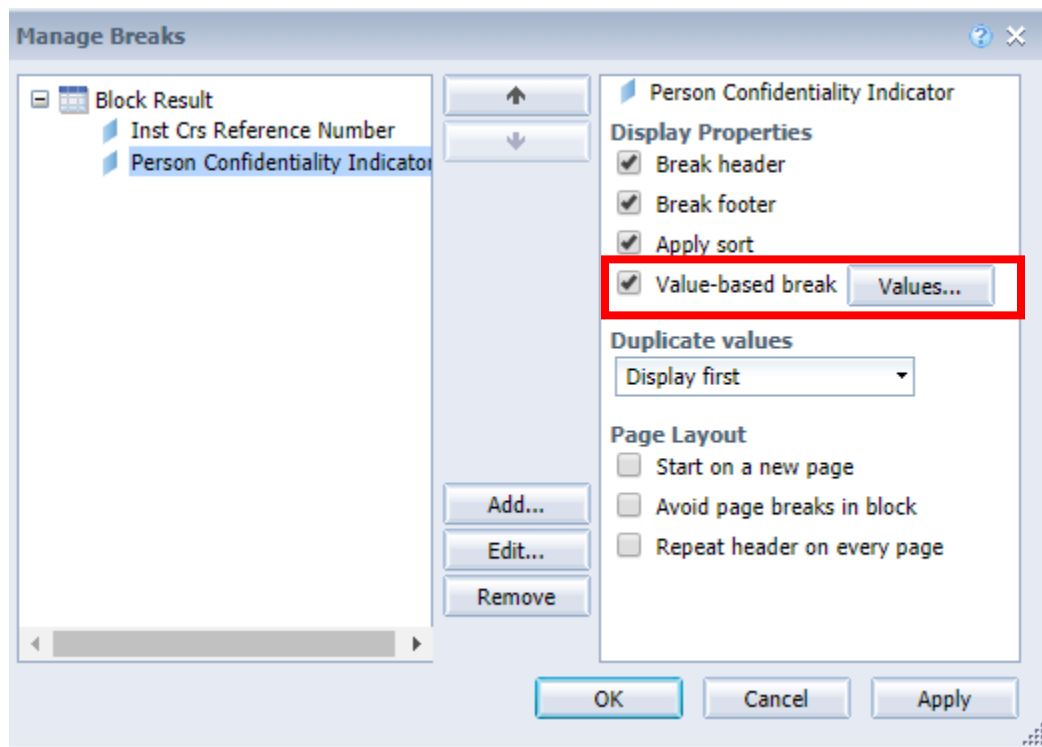 Manage Breaks
Block Result
Inst Crs Reference Number
Person Confidentiality Indicator
Add...
Edit...
Remove
Person Confidentiality Indicator
Display Properties
Break header
Break footer
Apply sort
Value-based break Values...
Duplicate values
Display first
Page Layout
Start on a new page
Avoid page breaks in block
Repeat header on every page
OK Cancel Apply